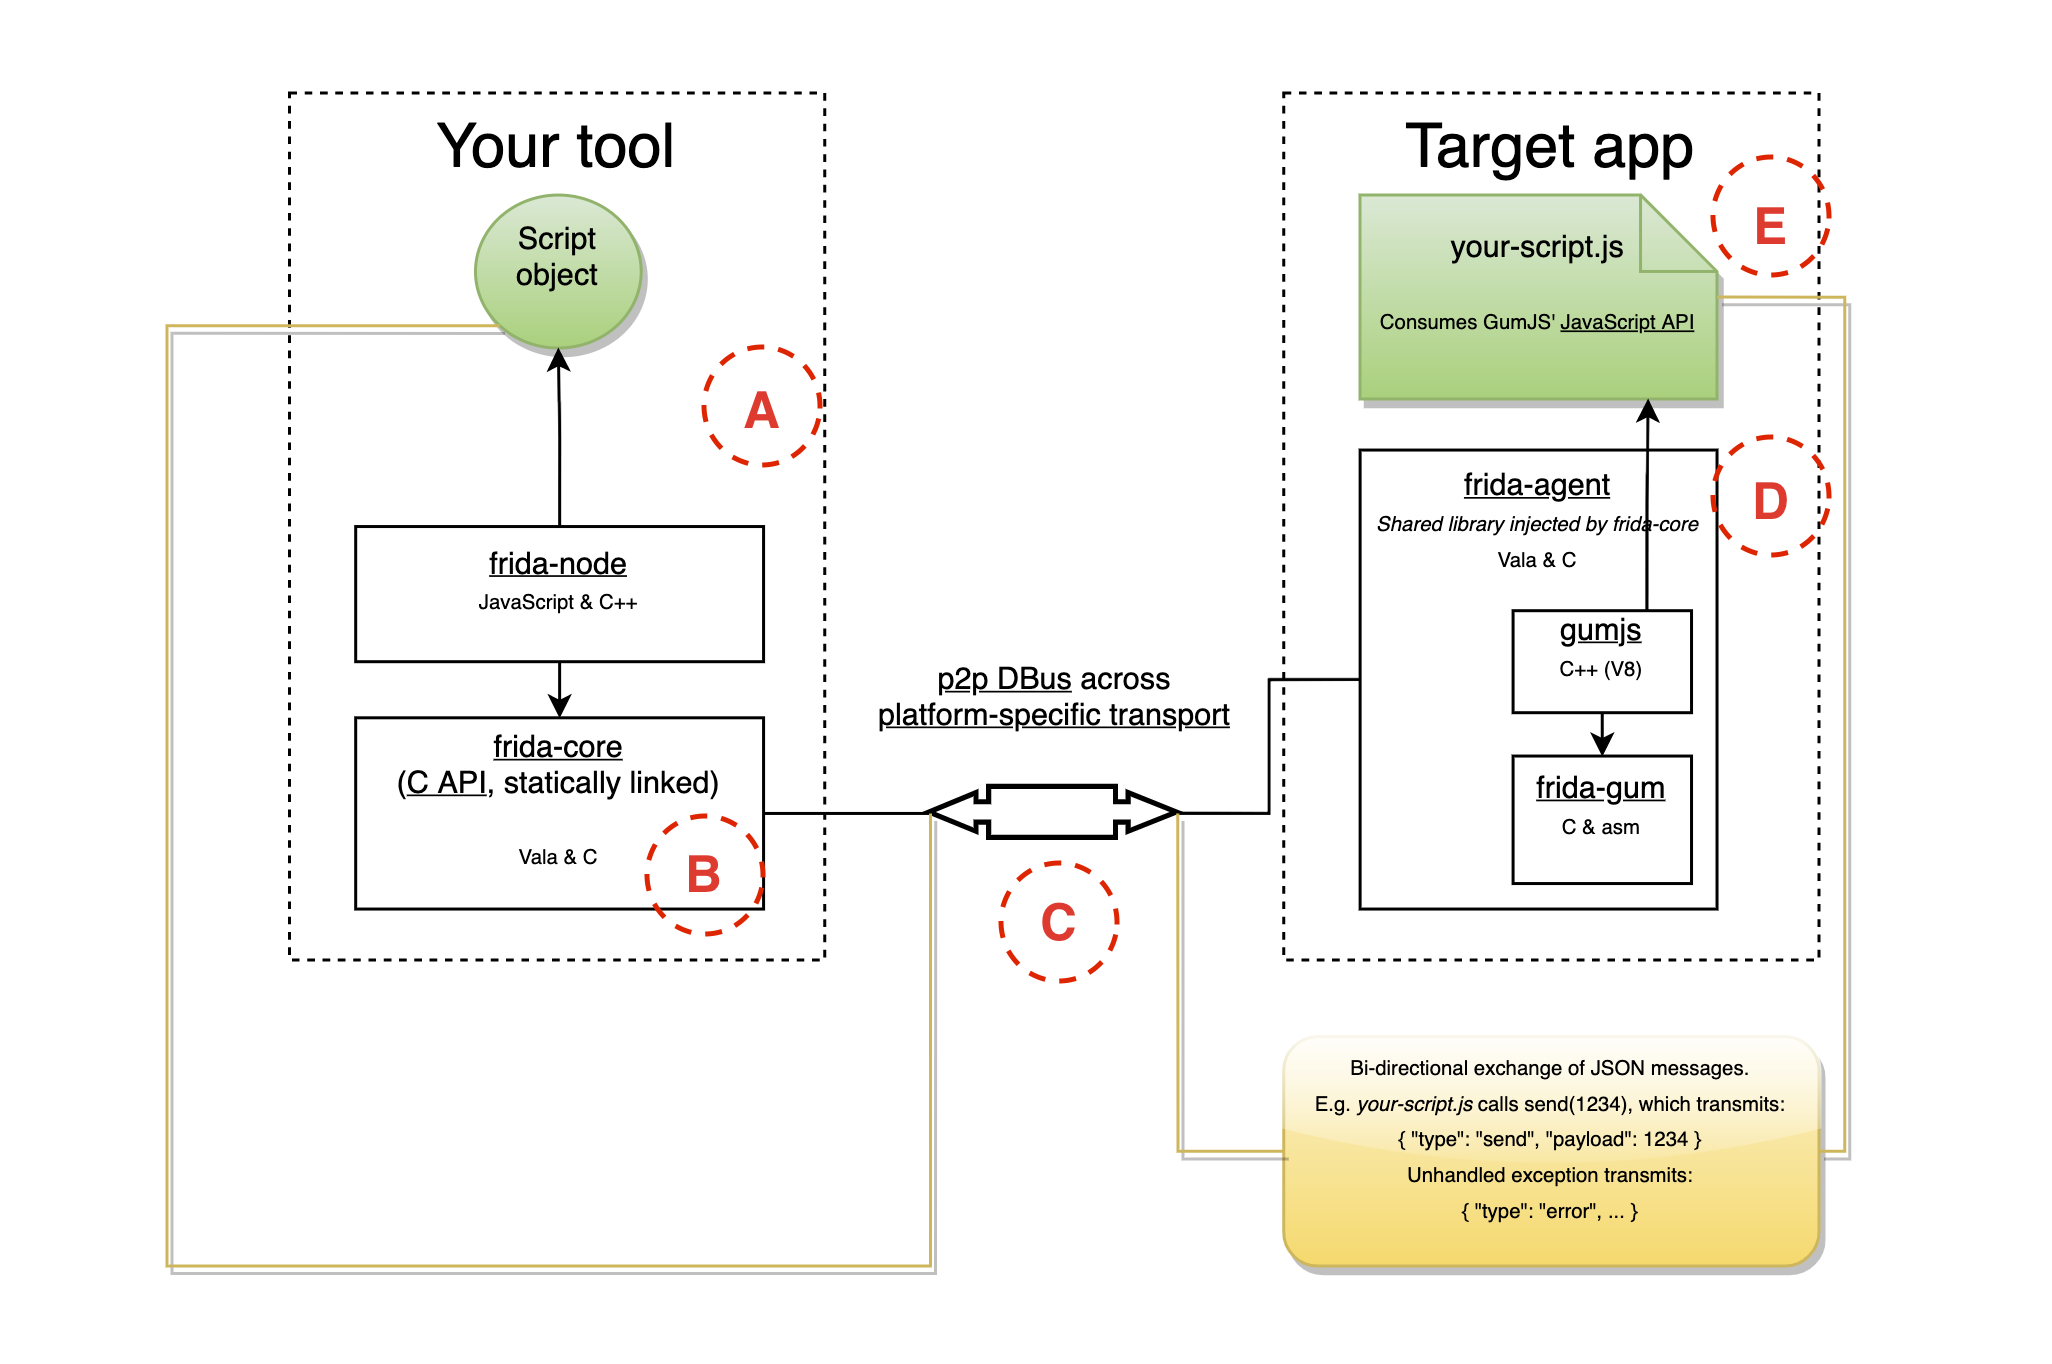 Your tool
Script
object
A
frida-node
JavaScript & C++
frida-core
(C API, statically linked)
Vala & C
B
p2p DBus across
platform-specific transport
C
Target app
E
your-script.js
Consumes GumJS' JavaScript API
D
frida-agent
Shared library injected by frida-core
Vala & C
gumjs
C++ (V8)
frida-gum
C & asm
Bi-directional exchange of JSON messages.
E.g. your-script.js calls send(1234), which transmits:
{ "type": "send", "payload": 1234 }
Unhandled exception transmits:
{ "type": "error", ... }